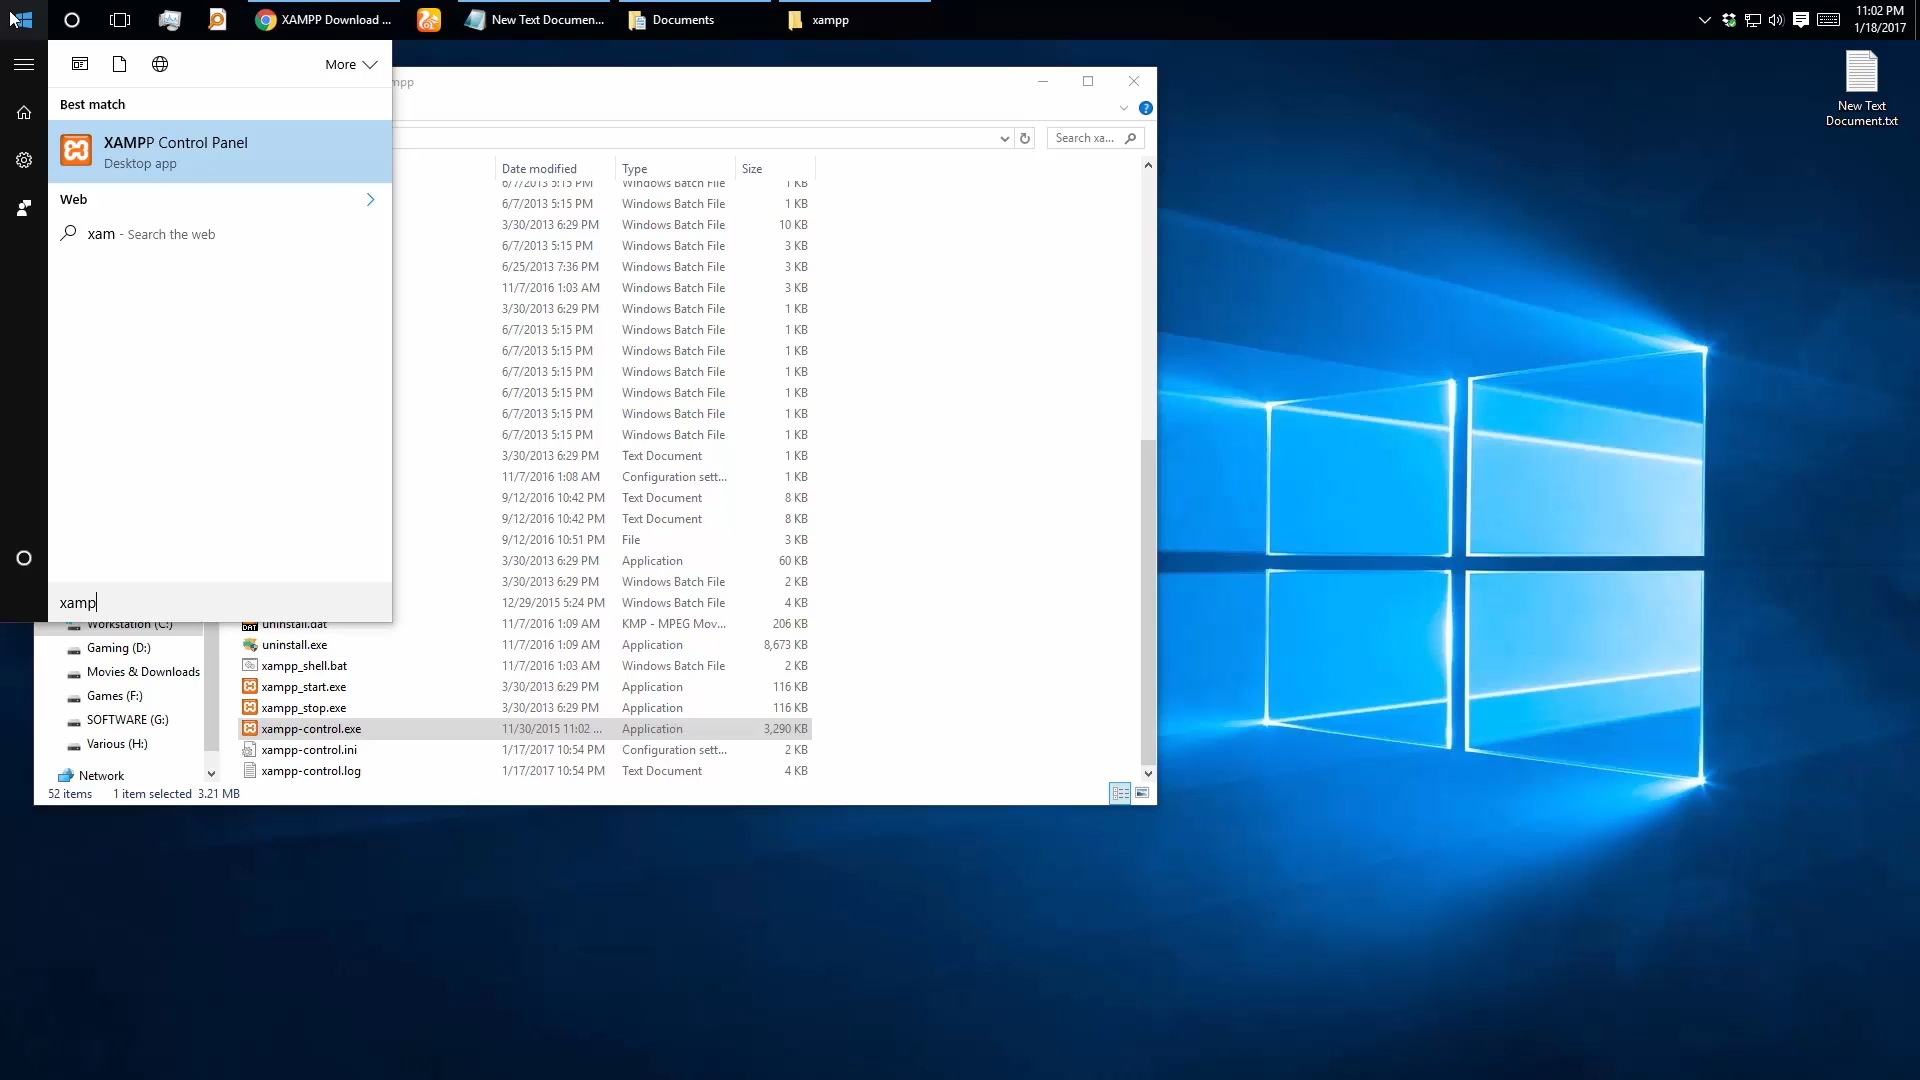 XAMPP Download ...
New Text Documen...
Documents
xampp
11:02 PM
1/18/2017
More
Best match
XAMPP Control Panel
Desktop app
Web
xam - Search the web
xamp
New Text
Document.txt
mpp
Search xa...
Date modified Type Size
6/7/2013 5:15 PM Windows Batch File 1 KB
6/7/2013 5:15 PM Windows Batch File 1 KB
3/30/2013 6:29 PM Windows Batch File 10 KB
6/7/2013 5:15 PM Windows Batch File 3 KB
6/25/2013 7:36 PM Windows Batch File 3 KB
11/7/2016 1:03 AM Windows Batch File 3 KB
3/30/2013 6:29 PM Windows Batch File 1 KB
6/7/2013 5:15 PM Windows Batch File 1 KB
6/7/2013 5:15 PM Windows Batch File 1 KB
6/7/2013 5:15 PM Windows Batch File 1 KB
6/7/2013 5:15 PM Windows Batch File 1 KB
6/7/2013 5:15 PM Windows Batch File 1 KB
6/7/2013 5:15 PM Windows Batch File 1 KB
3/30/2013 6:29 PM Text Document 1 KB
11/7/2016 1:08 AM Configuration sett... 1 KB
9/12/2016 10:42 PM Text Document 8 KB
9/12/2016 10:42 PM Text Document 8 KB
9/12/2016 10:51 PM File 3 KB
3/30/2013 6:29 PM Application 60 KB
3/30/2013 6:29 PM Windows Batch File 2 KB
12/29/2015 5:24 PM Windows Batch File 4 KB
uninstall.dat 11/7/2016 1:09 AM KMP - MPEG Mov... 206 KB
uninstall.exe 11/7/2016 1:09 AM Application 8,673 KB
xampp_shell.bat 11/7/2016 1:03 AM Windows Batch File 2 KB
xampp_start.exe 3/30/2013 6:29 PM Application 116 KB
xampp_stop.exe 3/30/2013 6:29 PM Application 116 KB
xampp-control.exe 11/30/2015 11:02 ... Application 3,290 KB
xampp-control.ini 1/17/2017 10:54 PM Configuration sett... 2 KB
xampp-control.log 1/17/2017 10:54 PM Text Document 4 KB
Workstation (C:)
Gaming (D:)
Movies & Downloads
Games (F:)
SOFTWARE (G:)
Various (H:)
Network
52 items 1 item selected 3.21 MB